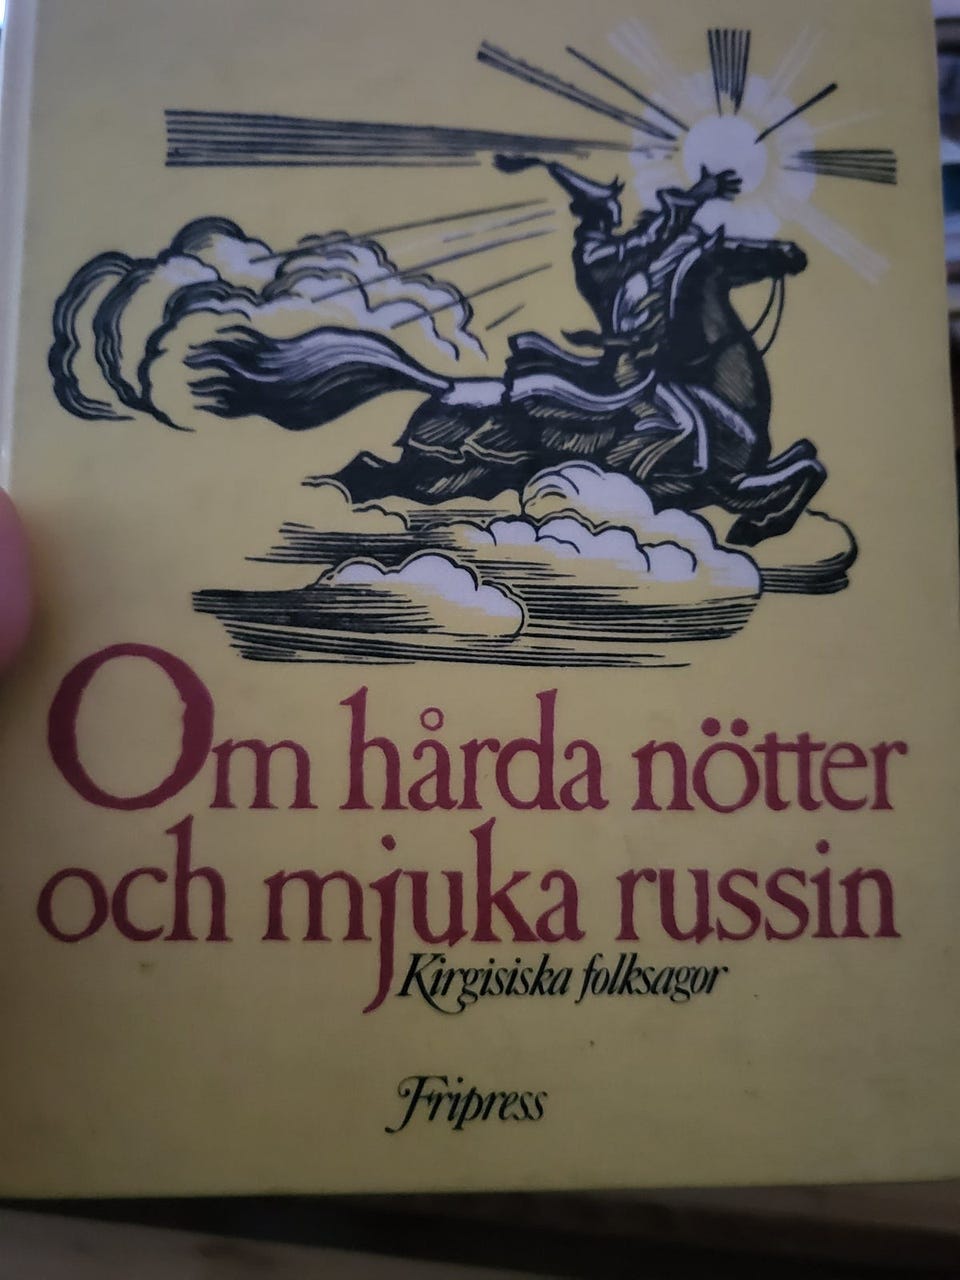 Om hårda nötter
och mjuka russin
Kirgisiska folksagor
Fripress